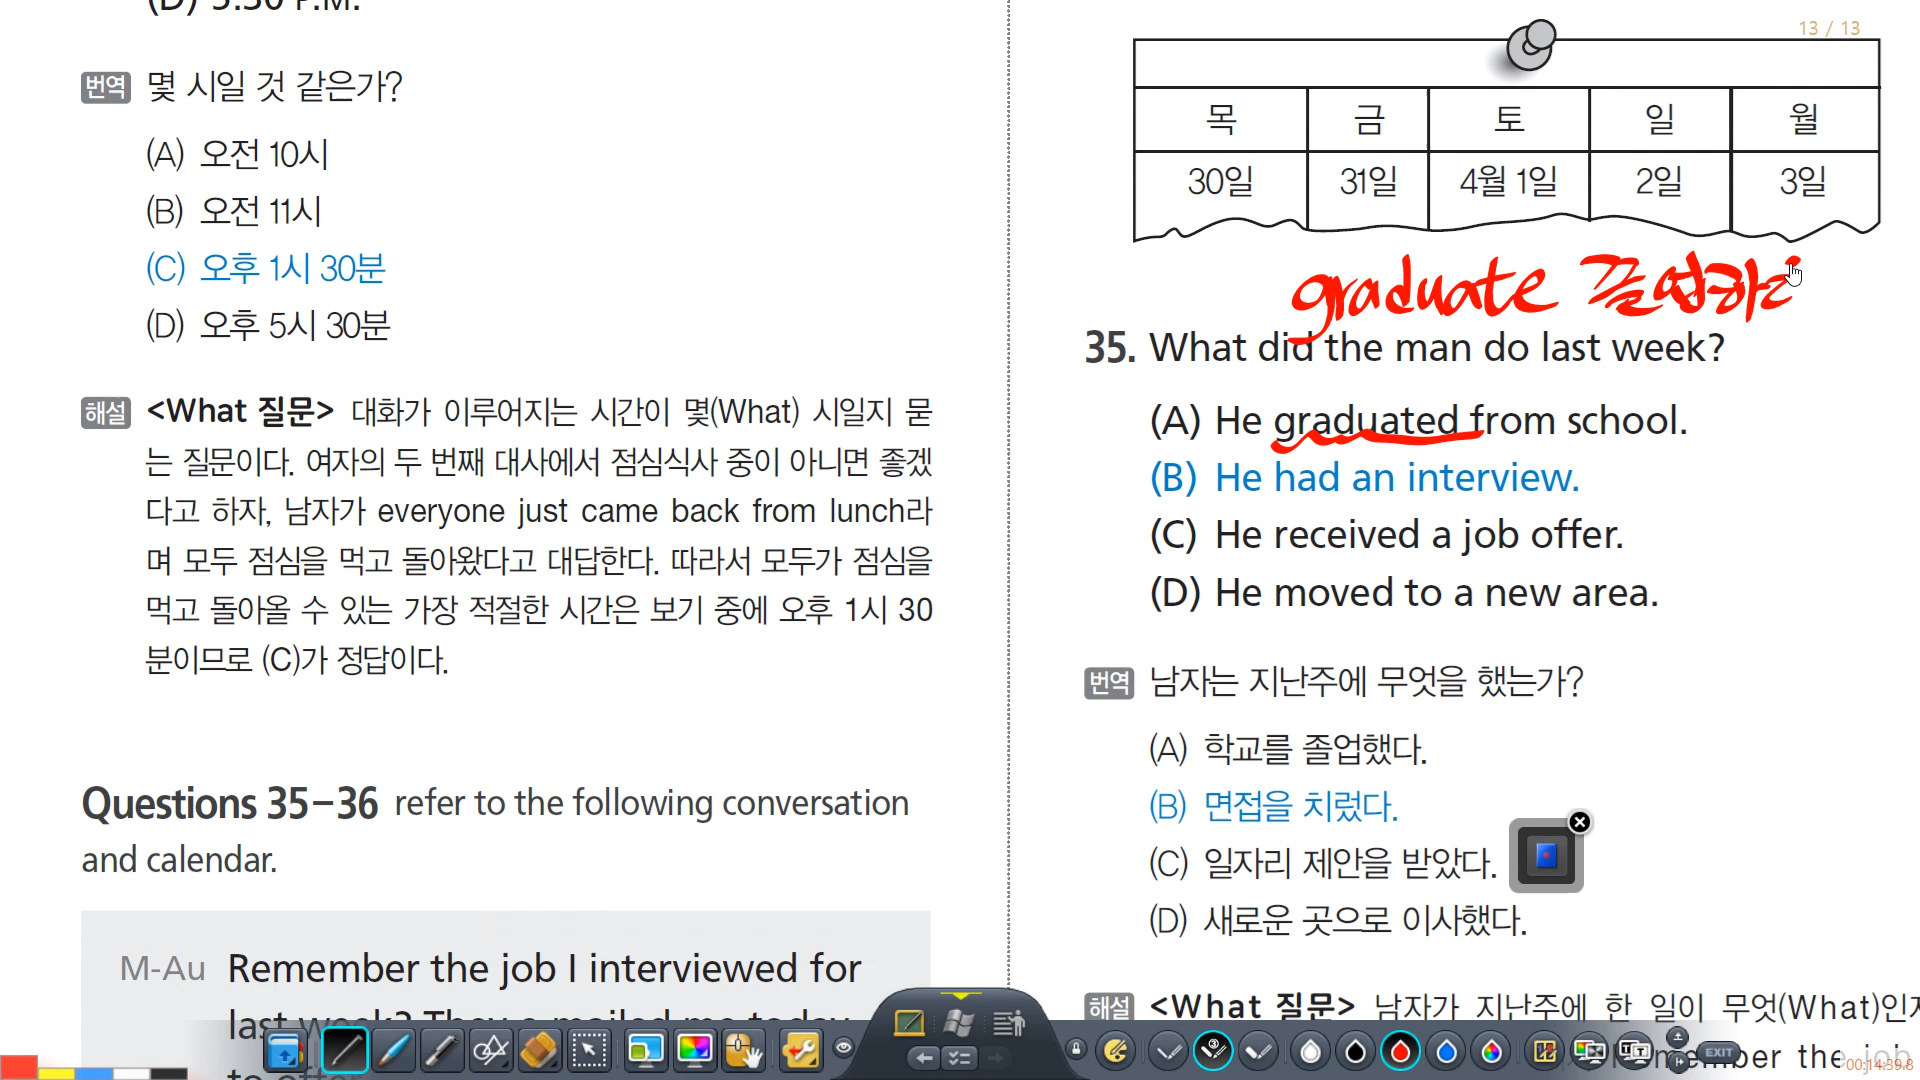 (D) 5:30 P.M.
번역 몇 시일 것 같은가?
(A) 오전 10시
(B) 오전 11시
(C) 오후 1시 30분
(D) 오후 5시 30분
해설 <What 질문> 대화가 이루어지는 시간이 몇(What) 시일지 묻
는 질문이다. 여자의 두 번째 대사에서 점심식사 중이 아니면 좋겠
다고 하자, 남자가 everyone just came back from lunch라
며 모두 점심을 먹고 돌아왔다고 대답한다. 따라서 모두가 점심을
먹고 돌아올 수 있는 가장 적절한 시간은 보기 중에 오후 1시 30
분이므로 (C)가 정답이다.
Questions 35–36 refer to the following conversation
and calendar.
M-Au Remember the job I interviewed for
last week? They e-mailed me today
to offer
13 / 13
목 금 토 일 월
30일 31일 4월 1일 2일 3일
graduate 졸업하
35. What did the man do last week?
(A) He graduated from school.
(B) He had an interview.
(C) He received a job offer.
(D) He moved to a new area.
번역 남자는 지난주에 무엇을 했는가?
(A) 학교를 졸업했다.
(B) 면접을 치렀다.
(C) 일자리 제안을 받았다.
(D) 새로운 곳으로 이사했다.
해설 <What 질문> 남자가 지난주에 한 일이 무엇(What)인지
the job
EXIT
00:14:39.8